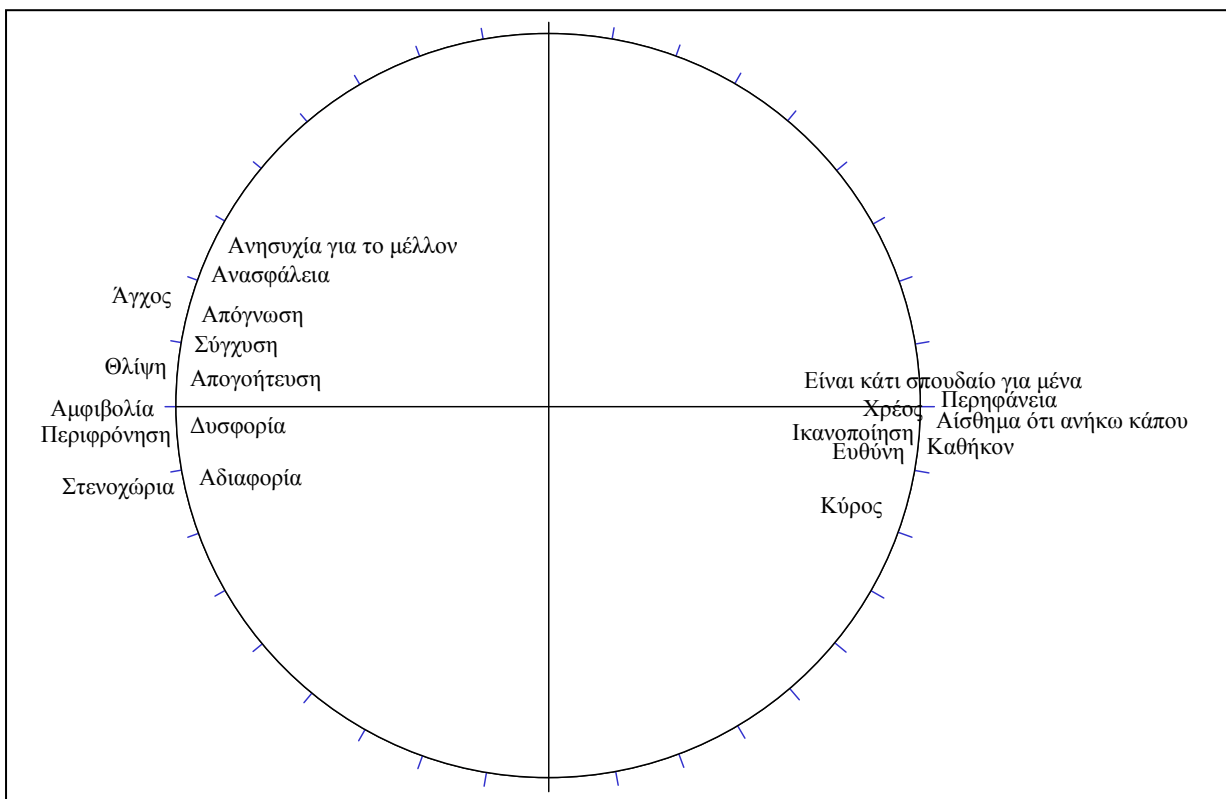 Ανησυχία για το μέλλον
Ανασφάλεια
Άγχος
Απόγνωση
Σύγχυση
Θλίψη
Απογοήτευση
Αμφιβολία
Δυσφορία
Περιφρόνηση
Αδιαφορία
Στενοχώρια
Είναι κάτι σπουδαίο για μένα
Περηφάνεια
Χρέος
Αίσθημα ότι ανήκω κάπου
Ικανοποίηση
Καθήκον
Ευθύνη
Κύρος